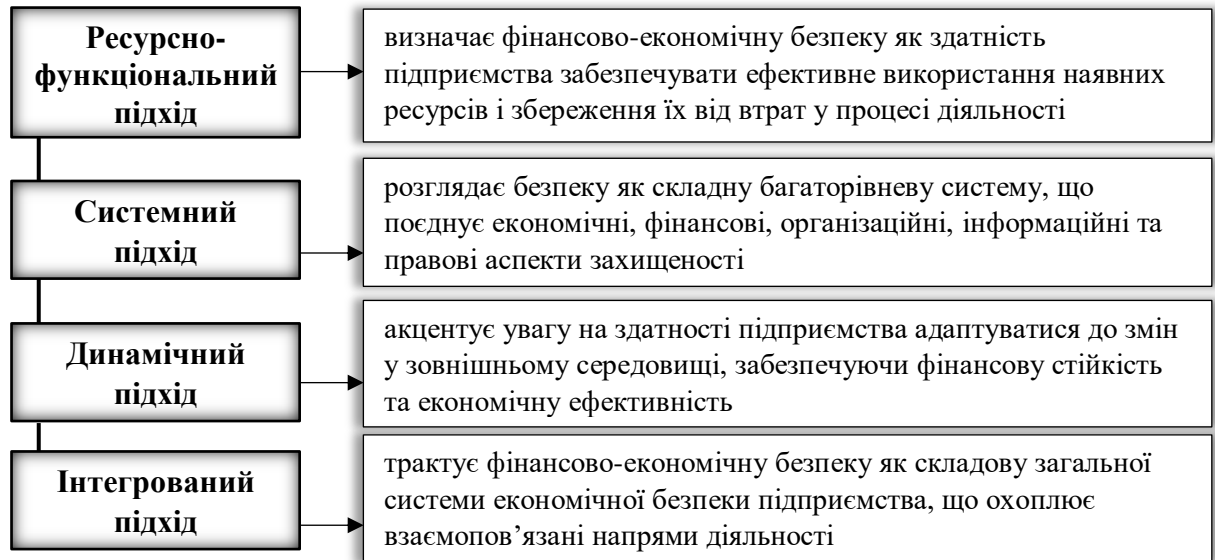 Ресурсно-
функціональний
підхід
визначає фінансово-економічну безпеку як здатність
підприємства забезпечувати ефективне використання наявних
ресурсів і збереження їх від втрат у процесі діяльності
Системний
підхід
розглядає безпеку як складну багаторівневу систему, що
поєднує економічні, фінансові, організаційні, інформаційні та
правові аспекти захищеності
Динамічний
підхід
акцентує увагу на здатності підприємства адаптуватися до змін
у зовнішньому середовищі, забезпечуючи фінансову стійкість
та економічну ефективність
Інтегрований
підхід
трактує фінансово-економічну безпеку як складову загальної
системи економічної безпеки підприємства, що охоплює
взаємопов’язані напрями діяльності